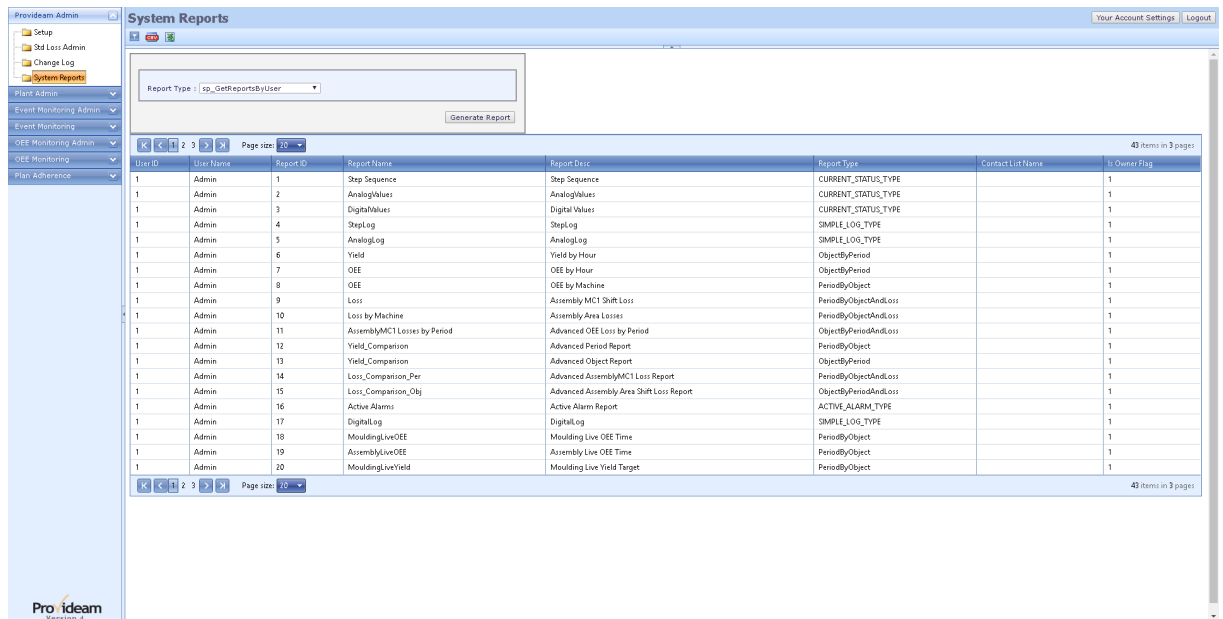 Provideam Admin
Setup
Std Loss Admin
Change Log
System Reports
Plant Admin
Event Monitoring Admin
Event Monitoring
OEE Monitoring Admin
OEE Monitoring
Plan Adherence
Provideam
Version 4
System Reports
Your Account Settings Logout
CSV
Report Type : sp_GetReportsByUser
Generate Report
1 2 3 Page size: 20 43 items in 3 pages
User ID User Name Report ID Report Name Report Desc Report Type Contact List Name Is Owner Flag
1 Admin 1 Step Sequence Step Sequence CURRENT_STATUS_TYPE 1
1 Admin 2 AnalogValues AnalogValues CURRENT_STATUS_TYPE 1
1 Admin 3 DigitalValues Digital Values CURRENT_STATUS_TYPE 1
1 Admin 4 StepLog StepLog SIMPLE_LOG_TYPE 1
1 Admin 5 AnalogLog AnalogLog SIMPLE_LOG_TYPE 1
1 Admin 6 Yield Yield by Hour ObjectByPeriod 1
1 Admin 7 OEE OEE by Hour ObjectByPeriod 1
1 Admin 8 OEE OEE by Machine PeriodByObject 1
1 Admin 9 Loss Assembly MC1 Shift Loss PeriodByObjectAndLoss 1
1 Admin 10 Loss by Machine Assembly Area Losses PeriodByObjectAndLoss 1
1 Admin 11 AssemblyMC1 Losses by Period Advanced OEE Loss by Period ObjectByPeriodAndLoss 1
1 Admin 12 Yield_Comparison Advanced Period Report PeriodByObject 1
1 Admin 13 Yield_Comparison Advanced Object Report ObjectByPeriod 1
1 Admin 14 Loss_Comparison_Per Advanced AssemblyMC1 Loss Report PeriodByObjectAndLoss 1
1 Admin 15 Loss_Comparison_Obj Advanced Assembly Area Shift Loss Report ObjectByPeriodAndLoss 1
1 Admin 16 Active Alarms Active Alarm Report ACTIVE_ALARM_TYPE 1
1 Admin 17 DigitalLog DigitalLog SIMPLE_LOG_TYPE 1
1 Admin 18 MouldingLiveOEE Moulding Live OEE Time PeriodByObject 1
1 Admin 19 AssemblyLiveOEE Assembly Live OEE Time PeriodByObject 1
1 Admin 20 MouldingLiveYield Moulding Live Yield Target PeriodByObject 1
1 2 3 Page size: 20 43 items in 3 pages